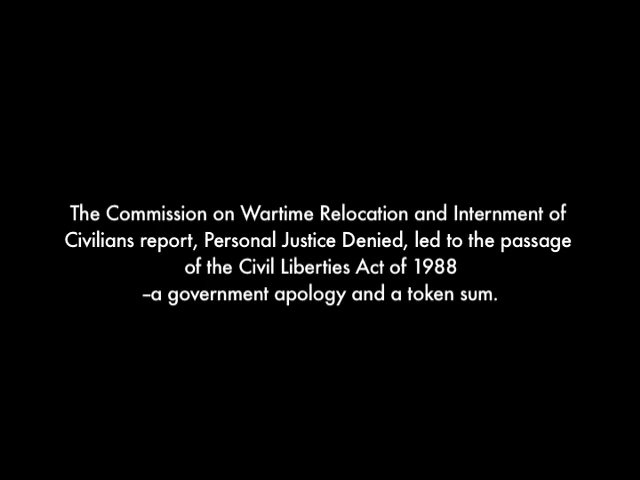 The Commission on Wartime Relocation and Internment of
Civilians report, Personal Justice Denied, led to the passage
of the Civil Liberties Act of 1988
–a government apology and a token sum.